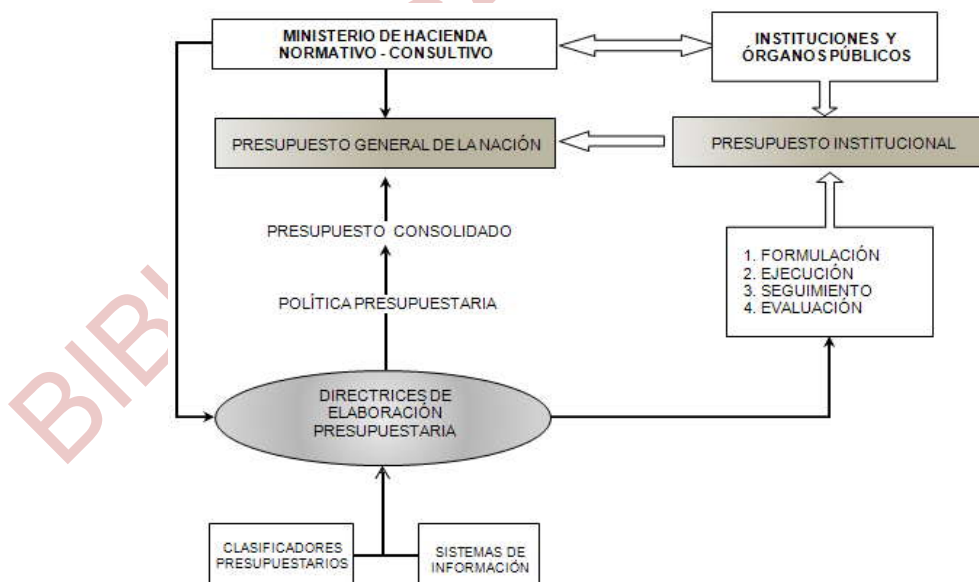 MINISTERIO DE HACIENDA
NORMATIVO - CONSULTIVO
INSTITUCIONES Y
ÓRGANOS PÚBLICOS
PRESUPUESTO GENERAL DE LA NACIÓN
PRESUPUESTO INSTITUCIONAL
PRESUPUESTO CONSOLIDADO
POLÍTICA PRESUPUESTARIA
1. FORMULACIÓN
2. EJECUCIÓN
3. SEGUIMIENTO
4. EVALUACIÓN
DIRECTRICES DE
ELABORACIÓN
PRESUPUESTARIA
CLASIFICADORES
PRESUPUESTARIOS
SISTEMAS DE
INFORMACIÓN